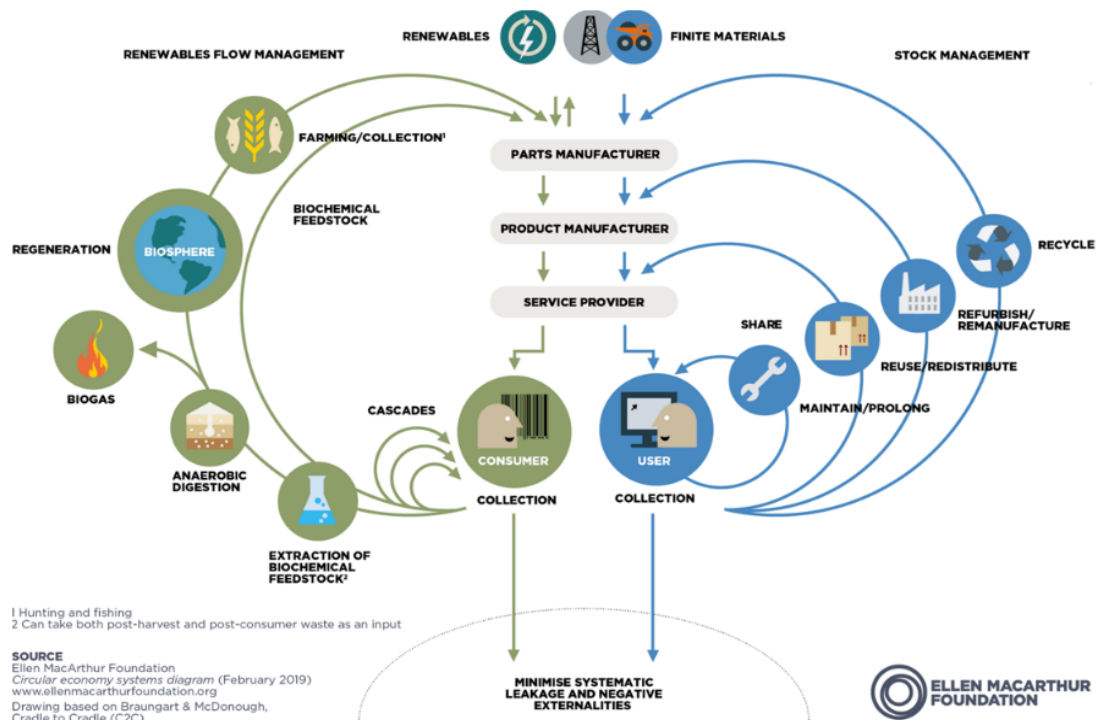 RENEWABLES
FINITE MATERIALS
RENEWABLES FLOW MANAGEMENT
STOCK MANAGEMENT
FARMING/COLLECTION¹
PARTS MANUFACTURER
BIOCHEMICAL
FEEDSTOCK
PRODUCT MANUFACTURER
REGENERATION
BIOSPHERE
RECYCLE
SERVICE PROVIDER
SHARE
REFURBISH/
REMANUFACTURE
REUSE/REDISTRIBUTE
BIOGAS
CASCADES
MAINTAIN/PROLONG
CONSUMER
USER
ANAEROBIC
DIGESTION
COLLECTION
COLLECTION
EXTRACTION OF
BIOCHEMICAL
FEEDSTOCK²
1 Hunting and fishing
2 Can take both post-harvest and post-consumer waste as an input
SOURCE
Ellen MacArthur Foundation
Circular economy systems diagram (February 2019)
www.ellenmacarthurfoundation.org
Drawing based on Braungart & McDonough,
Cradle to Cradle (C2C)
MINIMISE SYSTEMATIC
LEAKAGE AND NEGATIVE
EXTERNALITIES
ELLEN MACARTHUR
FOUNDATION